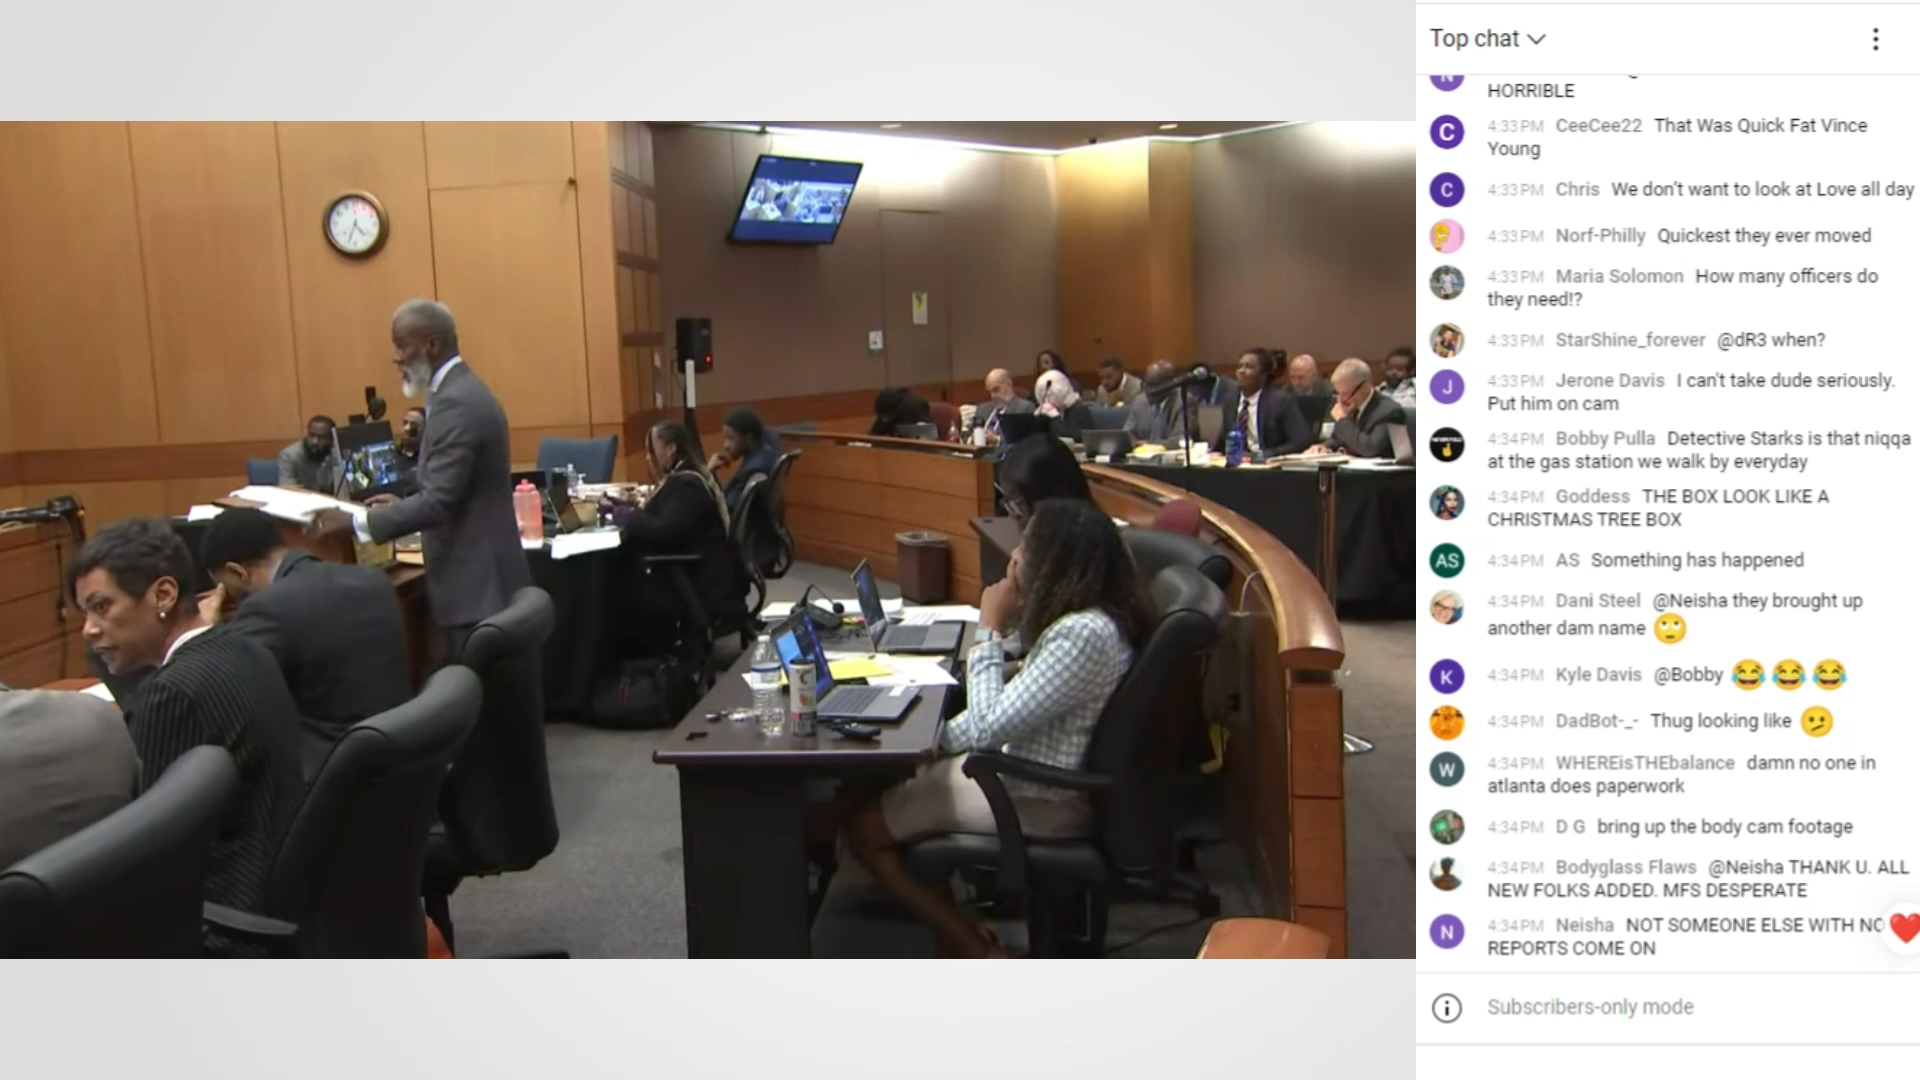 Top chat
HORRIBLE
4:33 PM CeeCee22 That Was Quick Fat Vince
Young
4:33 PM Chris We don't want to look at Love all day
4:33 PM Norf-Philly Quickest they ever moved
4:33 PM Maria Solomon How many officers do
they need!?
4:33 PM StarShine_forever @dR3 when?
4:33 PM Jerone Davis I can't take dude seriously.
Put him on cam
4:34 PM Bobby Pulla Detective Starks is that niqqa
at the gas station we walk by everyday
4:34 PM Goddess THE BOX LOOK LIKE A
CHRISTMAS TREE BOX
AS 4:34 PM AS Something has happened
4:34 PM Dani Steel @Neisha they brought up
another dam name 🙄
4:34 PM Kyle Davis @Bobby 😂😂😂
4:34 PM DadBot-_- Thug looking like 🫤
4:34 PM WHEREisTHEbalance damn no one in
atlanta does paperwork
4:34 PM D G bring up the body cam footage
4:34 PM Bodyglass Flaws @Neisha THANK U. ALL
NEW FOLKS ADDED. MFS DESPERATE
4:34 PM Neisha NOT SOMEONE ELSE WITH NO
REPORTS COME ON
Subscribers-only mode